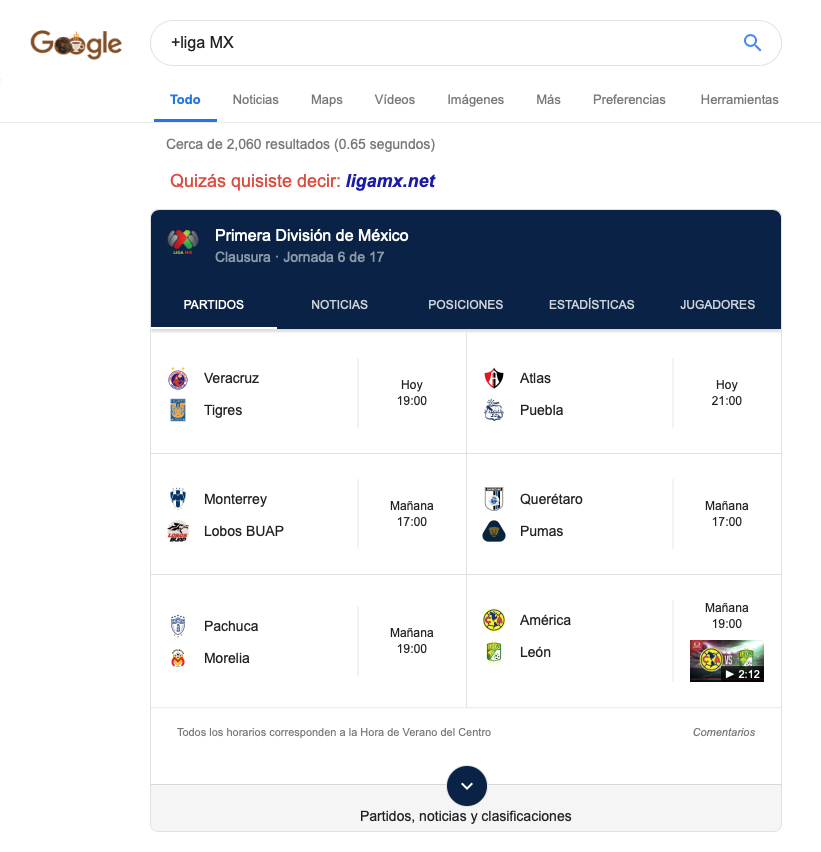 Google
+liga MX
Todo Noticias Maps Vídeos Imágenes Más Preferencias Herramientas
Cerca de 2,060 resultados (0.65 segundos)
Quizás quisiste decir: ligamx.net
LIGA MX
Primera División de México
Clausura · Jornada 6 de 17
PARTIDOS NOTICIAS POSICIONES ESTADÍSTICAS JUGADORES
Veracruz
Tigres
Hoy
19:00
Atlas
Puebla
Hoy
21:00
Monterrey
Lobos BUAP
Mañana
17:00
Querétaro
Pumas
Mañana
17:00
Pachuca
Morelia
Mañana
19:00
América
León
Mañana
19:00
VS
2:12
Todos los horarios corresponden a la Hora de Verano del Centro
Comentarios
Partidos, noticias y clasificaciones